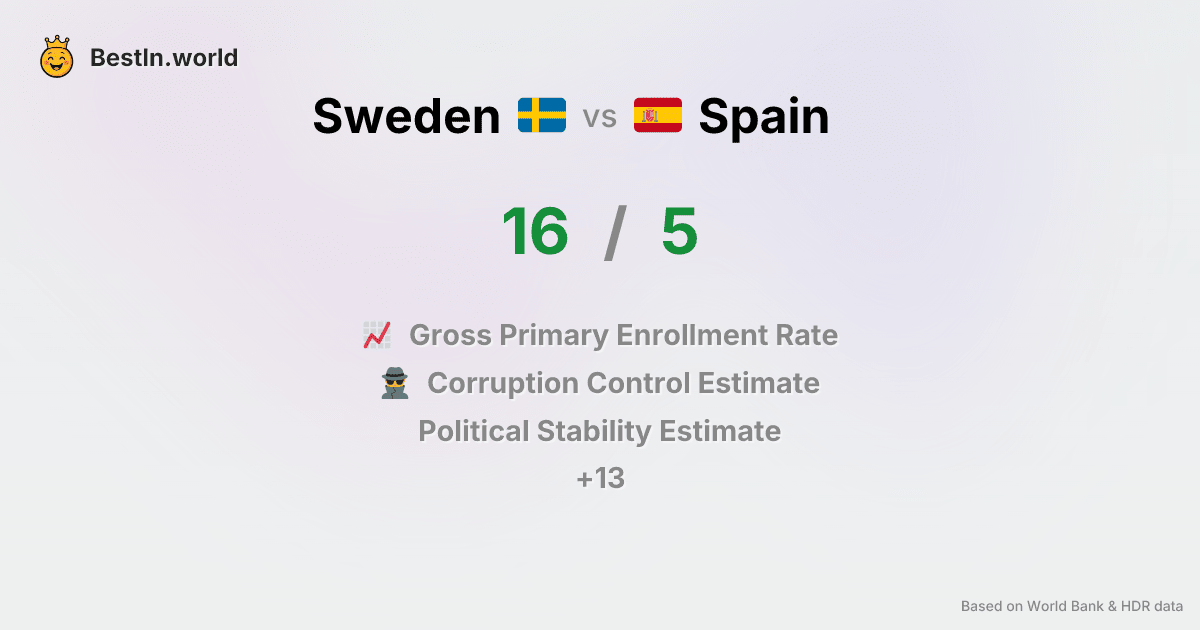 BestIn.world
Sweden vs Spain
16 / 5
Gross Primary Enrollment Rate
Corruption Control Estimate
Political Stability Estimate
+13
Based on World Bank & HDR data